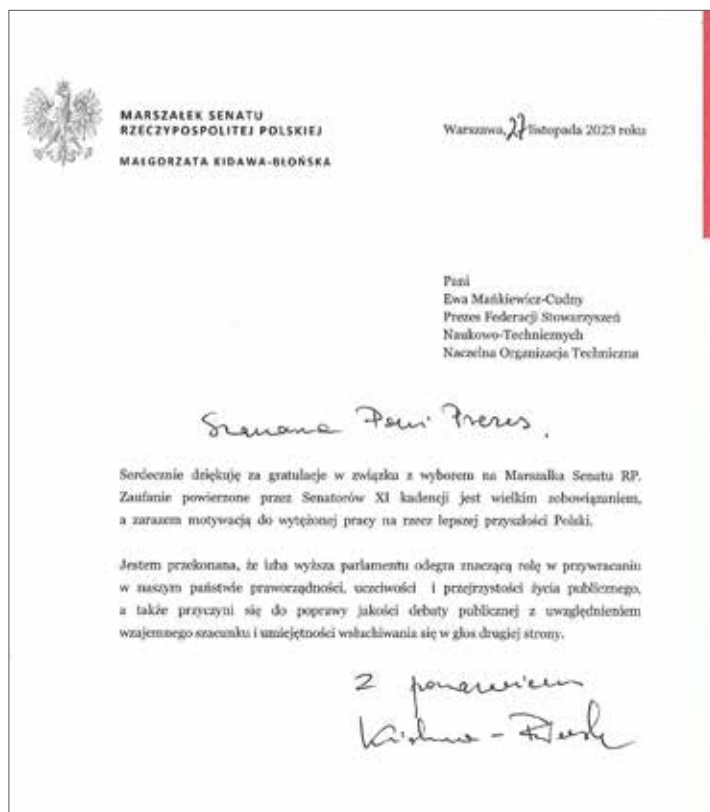 MARSZAŁEK SENATU
RZECZYPOSPOLITEJ POLSKIEJ
MAŁGORZATA KIDAWA-BŁOŃSKA
Warszawa, 27 listopada 2023 roku
Pani
Ewa Mańkiewicz-Cudny
Prezes Federacji Stowarzyszeń
Naukowo-Technicznych
Naczelna Organizacja Techniczna
Szanowna Pani Prezes,
Serdecznie dziękuję za gratulacje w związku z wyborem na Marszałka Senatu RP.
Zaufanie powierzone przez Senatorów XI kadencji jest wielkim zobowiązaniem,
a zarazem motywacją do wytężonej pracy na rzecz lepszej przyszłości Polski.
Jestem przekonana, że izba wyższa parlamentu odegra znaczącą rolę w przywracaniu
w naszym państwie praworządności, uczciwości i przejrzystości życia publicznego,
a także przyczyni się do poprawy jakości debaty publicznej z uwzględnieniem
wzajemnego szacunku i umiejętności wsłuchiwania się w głos drugiej strony.
Z poważaniem